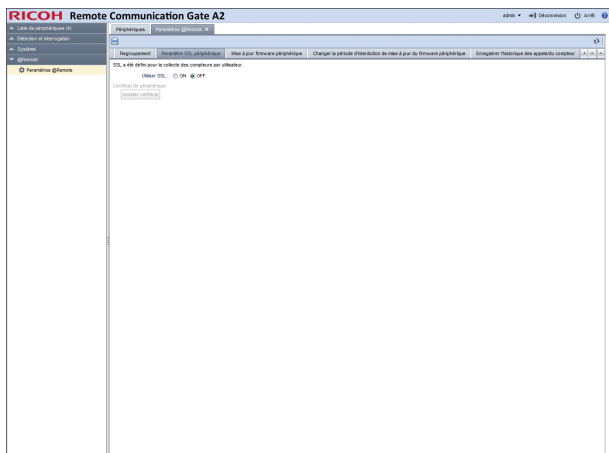 RICOH Remote Communication Gate A2
admin Déconnexion Arrêt
Liste de périphériques (4)
Détection et interrogation
Système
@Remote
Paramètres @Remote
Périphériques Paramètres @Remote
Regroupement Paramètre SSL périphérique Mise à jour firmware périphérique Changer la période d'interdiction de mise à jour du firmware périphérique Enregistrer l'historique des appels/du compteur
SSL a été défini pour la collecte des compteurs par utilisateur.
Utiliser SSL : ON OFF
Certificat de périphérique :
Installer certificat